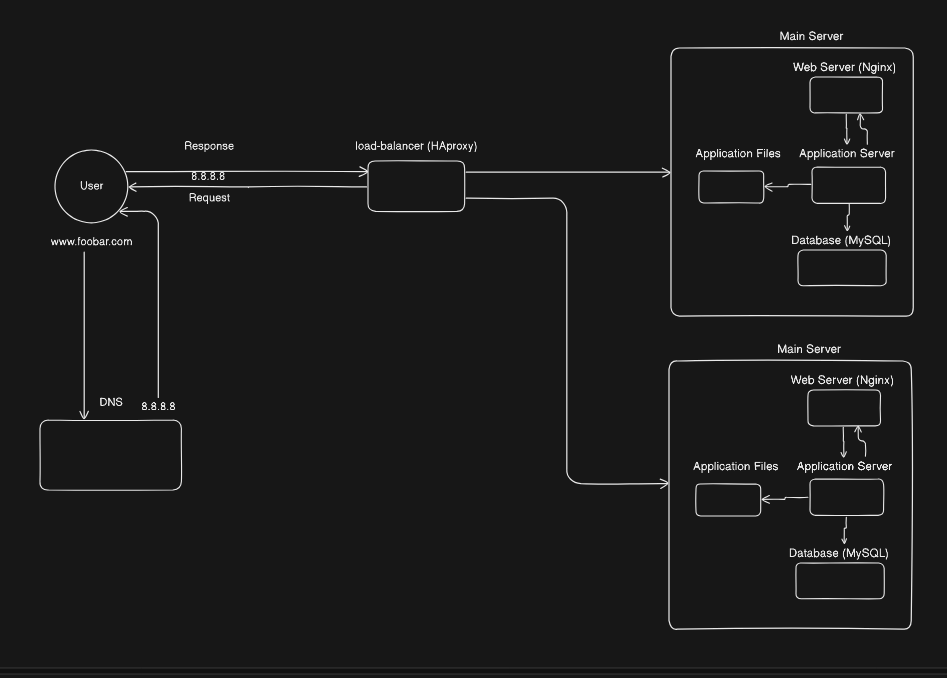 Main Server
Web Server (Nginx)
Application Files
Application Server
Database (MySQL)
Response
load-balancer (HAproxy)
8.8.8.8
Request
User
www.foobar.com
DNS
8.8.8.8
Main Server
Web Server (Nginx)
Application Files
Application Server
Database (MySQL)